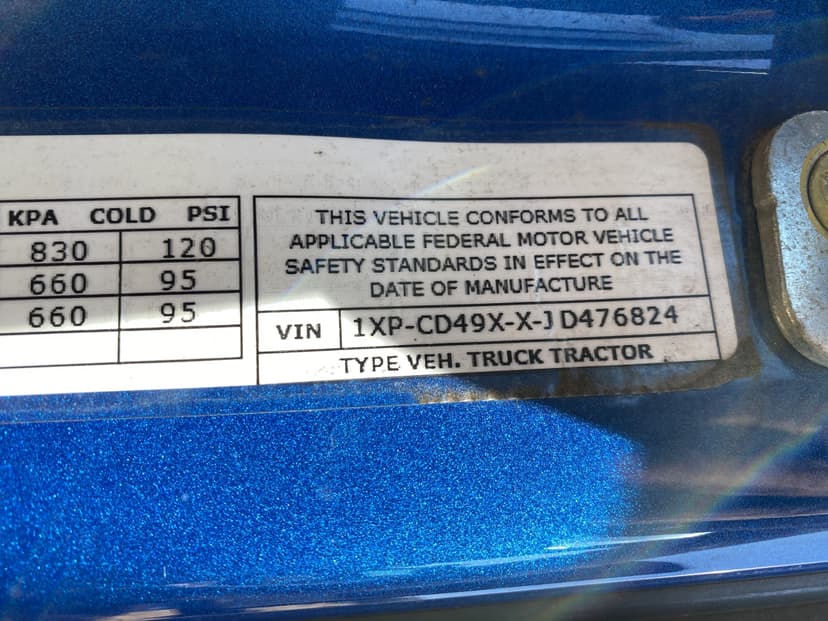 KPA COLD PSI
830 120
660 95
660 95
THIS VEHICLE CONFORMS TO ALL
APPLICABLE FEDERAL MOTOR VEHICLE
SAFETY STANDARDS IN EFFECT ON THE
DATE OF MANUFACTURE
VIN 1XP-CD49X-X-JD476824
TYPE VEH. TRUCK TRACTOR